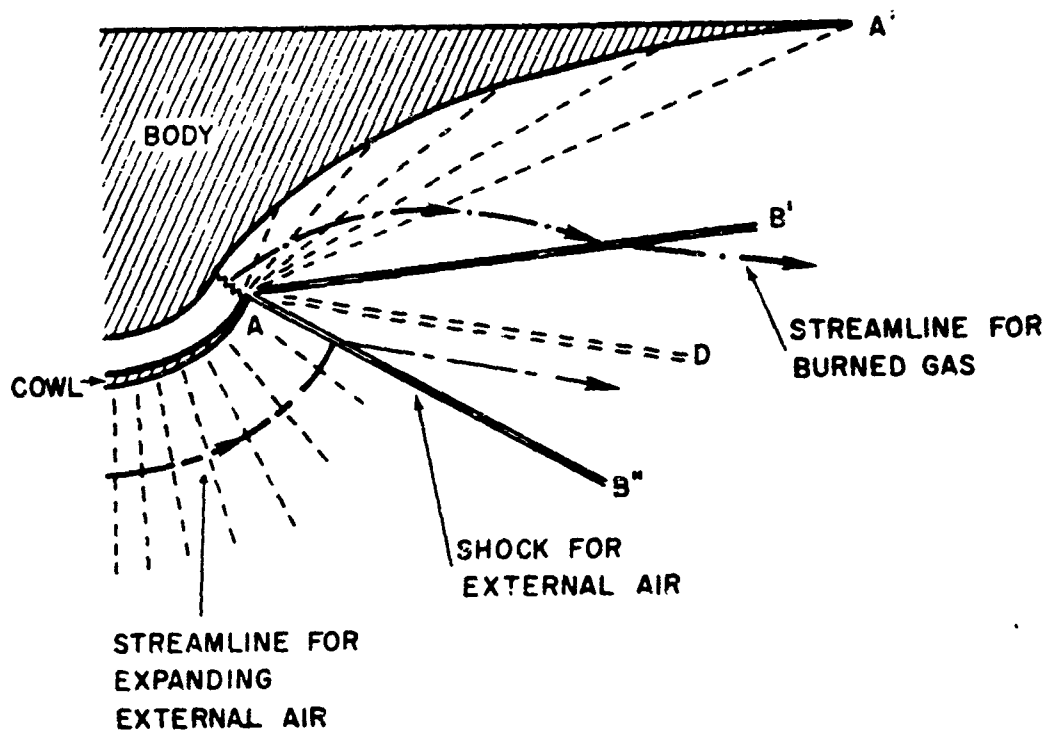 A'
BODY
B'
A
STREAMLINE FOR
BURNED GAS
D
COWL
B"
SHOCK FOR
EXTERNAL AIR
STREAMLINE FOR
EXPANDING
EXTERNAL AIR